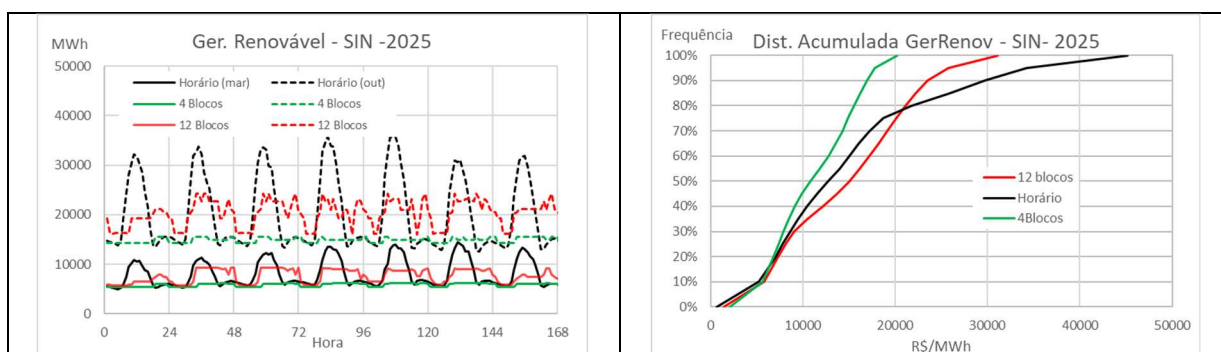 Ger. Renovável - SIN -2025
MWh
50000
40000
30000
20000
10000
0
Horário (mar)
Horário (out)
4 Blocos
4 Blocos
12 Blocos
12 Blocos
0 24 48 72 96 120 144 168
Hora
Frequência
Dist. Acumulada GerRenov - SIN- 2025
100%
90%
80%
70%
60%
50%
40%
30%
20%
10%
0%
12 blocos
Horário
4Blocos
0 10000 20000 30000 40000 50000
R$/MWh